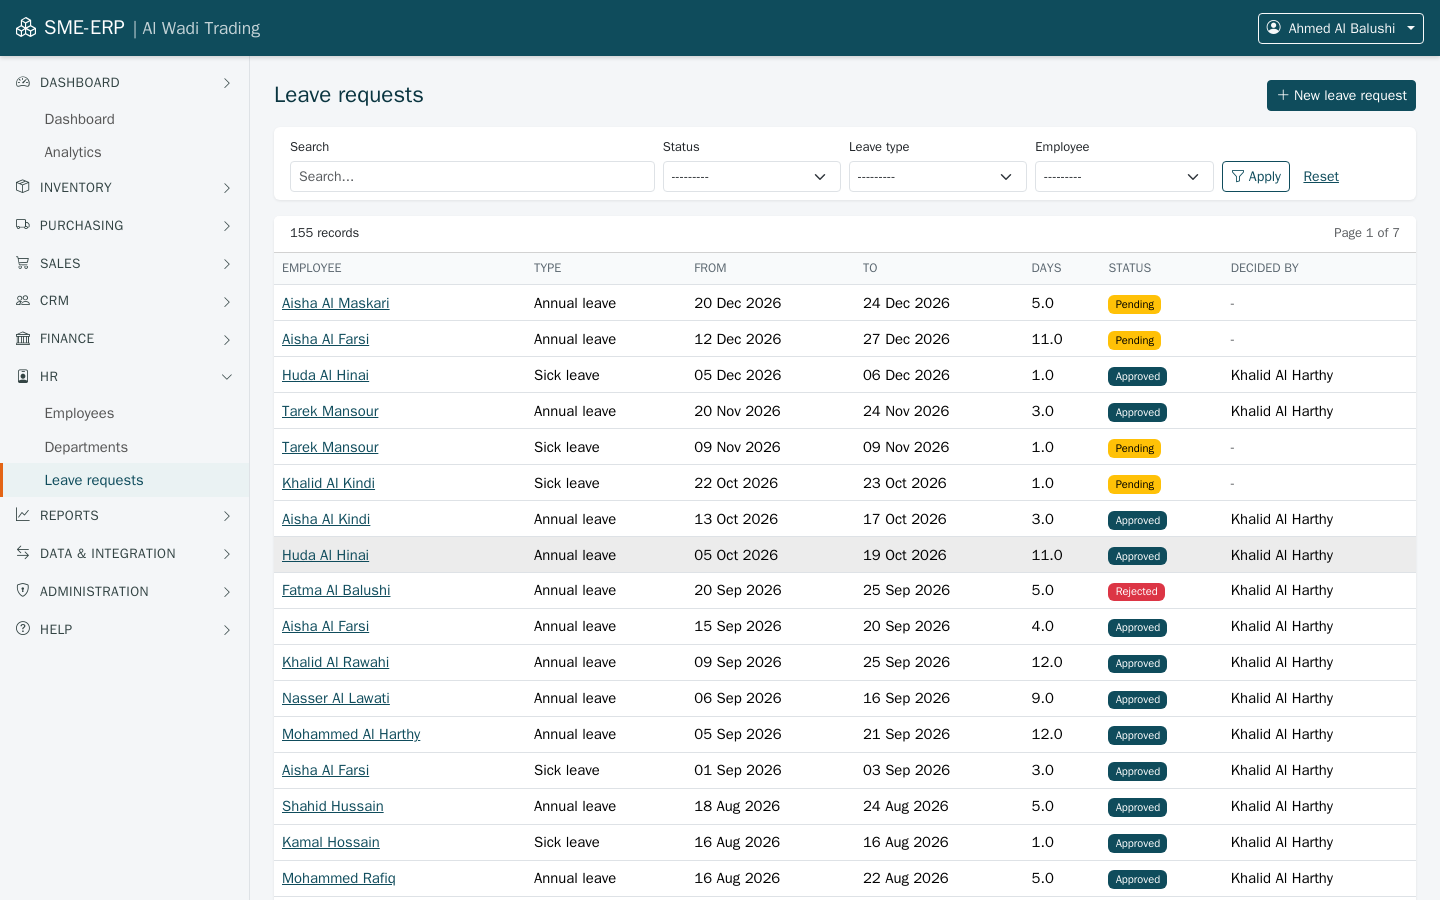 SME-ERP | Al Wadi Trading
Ahmed Al Balushi
DASHBOARD
Dashboard
Analytics
INVENTORY
PURCHASING
SALES
CRM
FINANCE
HR
Employees
Departments
Leave requests
REPORTS
DATA & INTEGRATION
ADMINISTRATION
HELP
Leave requests
New leave request
Search Status Leave type Employee
Search... --------- --------- --------- Apply Reset
155 records Page 1 of 7
EMPLOYEE TYPE FROM TO DAYS STATUS DECIDED BY
Aisha Al Maskari Annual leave 20 Dec 2026 24 Dec 2026 5.0 Pending -
Aisha Al Farsi Annual leave 12 Dec 2026 27 Dec 2026 11.0 Pending -
Huda Al Hinai Sick leave 05 Dec 2026 06 Dec 2026 1.0 Approved Khalid Al Harthy
Tarek Mansour Annual leave 20 Nov 2026 24 Nov 2026 3.0 Approved Khalid Al Harthy
Tarek Mansour Sick leave 09 Nov 2026 09 Nov 2026 1.0 Pending -
Khalid Al Kindi Sick leave 22 Oct 2026 23 Oct 2026 1.0 Pending -
Aisha Al Kindi Annual leave 13 Oct 2026 17 Oct 2026 3.0 Approved Khalid Al Harthy
Huda Al Hinai Annual leave 05 Oct 2026 19 Oct 2026 11.0 Approved Khalid Al Harthy
Fatma Al Balushi Annual leave 20 Sep 2026 25 Sep 2026 5.0 Rejected Khalid Al Harthy
Aisha Al Farsi Annual leave 15 Sep 2026 20 Sep 2026 4.0 Approved Khalid Al Harthy
Khalid Al Rawahi Annual leave 09 Sep 2026 25 Sep 2026 12.0 Approved Khalid Al Harthy
Nasser Al Lawati Annual leave 06 Sep 2026 16 Sep 2026 9.0 Approved Khalid Al Harthy
Mohammed Al Harthy Annual leave 05 Sep 2026 21 Sep 2026 12.0 Approved Khalid Al Harthy
Aisha Al Farsi Sick leave 01 Sep 2026 03 Sep 2026 3.0 Approved Khalid Al Harthy
Shahid Hussain Annual leave 18 Aug 2026 24 Aug 2026 5.0 Approved Khalid Al Harthy
Kamal Hossain Sick leave 16 Aug 2026 16 Aug 2026 1.0 Approved Khalid Al Harthy
Mohammed Rafiq Annual leave 16 Aug 2026 22 Aug 2026 5.0 Approved Khalid Al Harthy